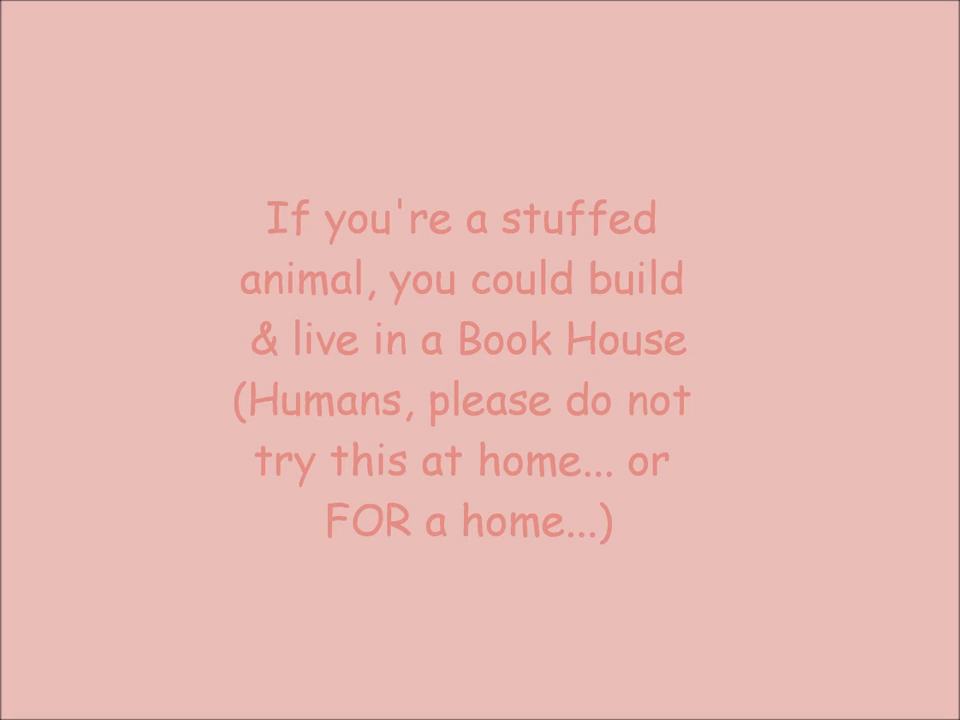 If you're a stuffed
animal, you could build
& live in a Book House
(Humans, please do not
try this at home... or
FOR a home...)